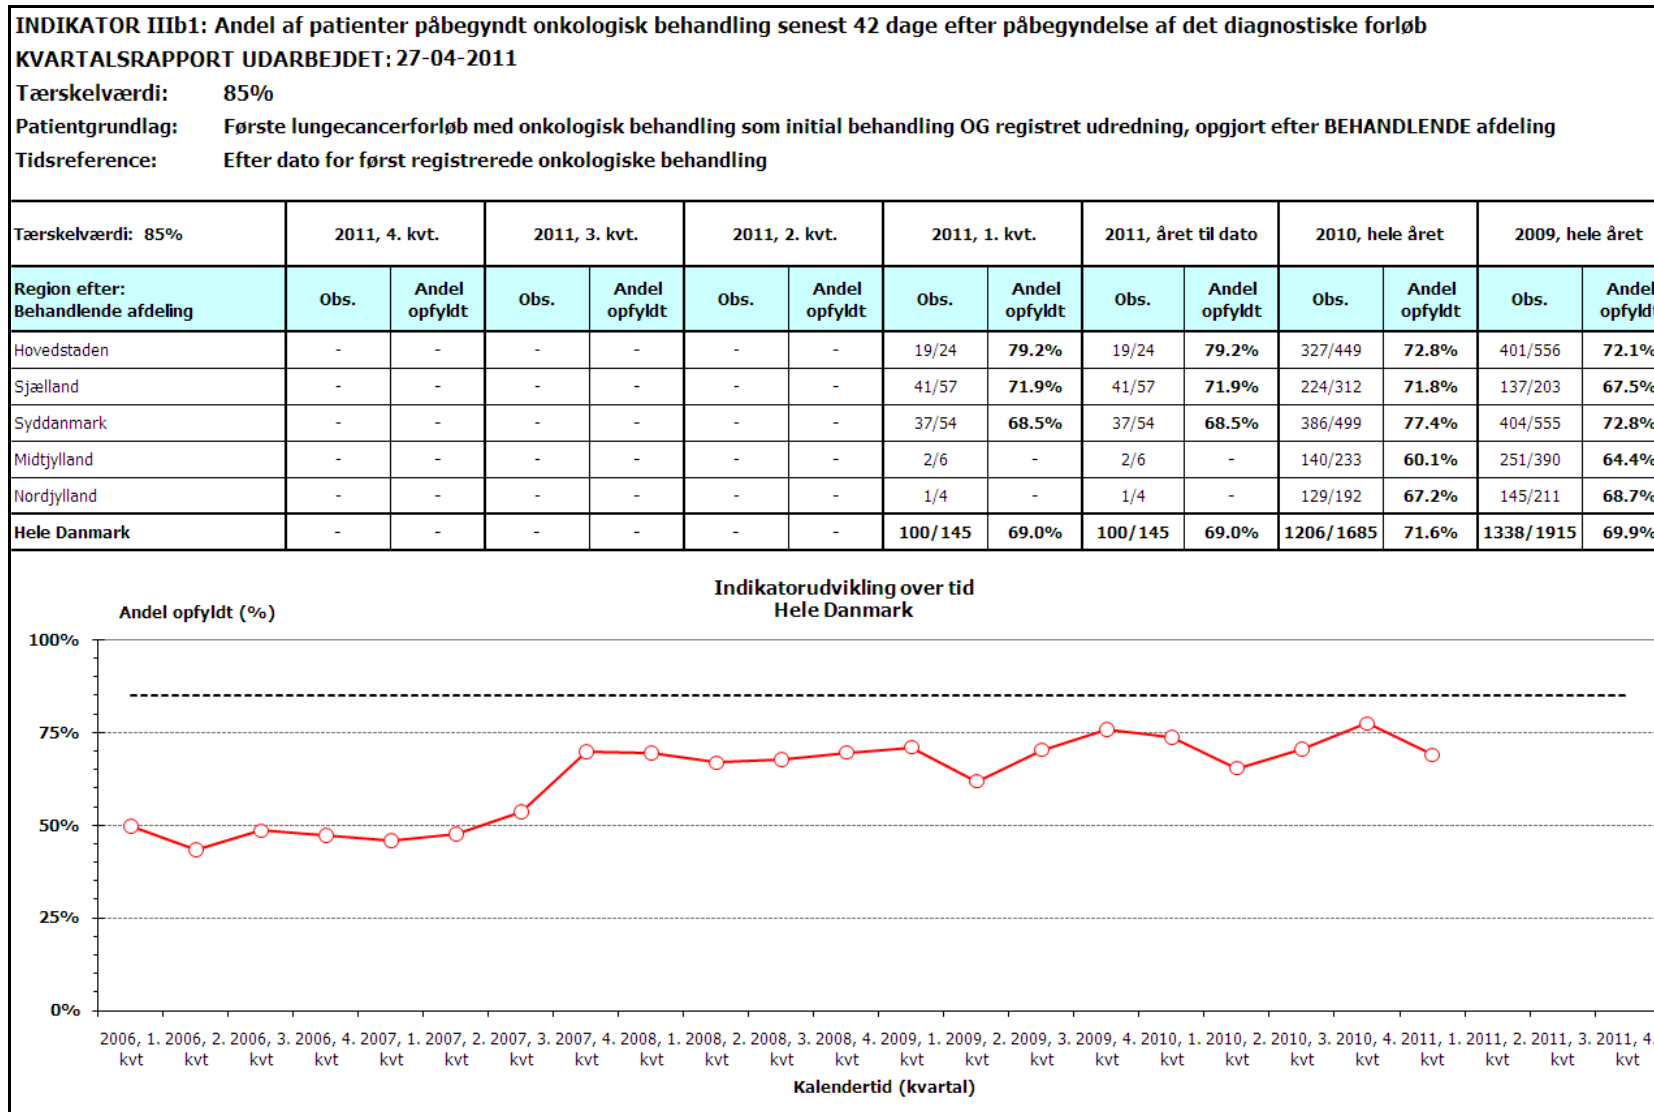 INDIKATOR IIIb1: Andel af patienter påbegyndt onkologisk behandling senest 42 dage efter påbegyndelse af det diagnostiske forløb
KVARTALSRAPPORT UDARBEJDET: 27-04-2011
Tærskelværdi: 85%
Patientgrundlag: Første lungecancerforløb med onkologisk behandling som initial behandling OG registret udredning, opgjort efter BEHANDLENDE afdeling
Tidsreference: Efter dato for først registrerede onkologiske behandling
Tærskelværdi: 85% 2011, 4. kvt. 2011, 3. kvt. 2011, 2. kvt. 2011, 1. kvt. 2011, året til dato 2010, hele året 2009, hele året
Region efter: Behandlende afdeling Obs. Andel opfyldt Obs. Andel opfyldt Obs. Andel opfyldt Obs. Andel opfyldt Obs. Andel opfyldt Obs. Andel opfyldt Obs. Andel opfyldt
Hovedstaden - - - - - - 19/24 79.2% 19/24 79.2% 327/449 72.8% 401/556 72.1%
Sjælland - - - - - - 41/57 71.9% 41/57 71.9% 224/312 71.8% 137/203 67.5%
Syddanmark - - - - - - 37/54 68.5% 37/54 68.5% 386/499 77.4% 404/555 72.8%
Midtjylland - - - - - - 2/6 - 2/6 - 140/233 60.1% 251/390 64.4%
Nordjylland - - - - - - 1/4 - 1/4 - 129/192 67.2% 145/211 68.7%
Hele Danmark - - - - - - 100/145 69.0% 100/145 69.0% 1206/1685 71.6% 1338/1915 69.9%
Indikatorudvikling over tid
Hele Danmark
Andel opfyldt (%)
100%
75%
50%
25%
0%
2006, 1. 2006, 2. 2006, 3. 2006, 4. 2007, 1. 2007, 2. 2007, 3. 2007, 4. 2008, 1. 2008, 2. 2008, 3. 2008, 4. 2009, 1. 2009, 2. 2009, 3. 2009, 4. 2010, 1. 2010, 2. 2010, 3. 2010, 4. 2011, 1. 2011, 2. 2011, 3. 2011, 4.
kvt kvt kvt kvt kvt kvt kvt kvt kvt kvt kvt kvt kvt kvt kvt kvt kvt kvt kvt kvt kvt kvt kvt kvt
Kalendertid (kvartal)